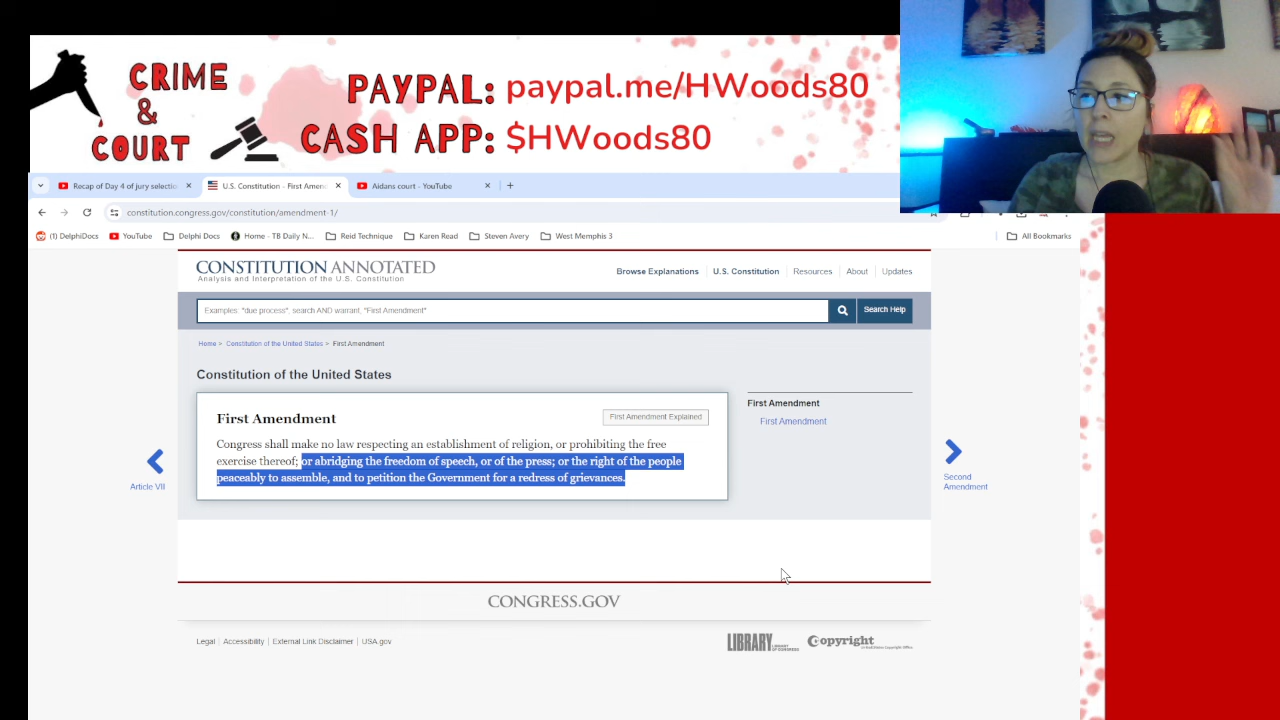 CRIME
&
COURT
PAYPAL: paypal.me/HWoods80
CASH APP: $HWoods80
Recap of Day 4 of jury selectio
U.S. Constitution - First Amen
Aidans court - YouTube
constitution.congress.gov/constitution/amendment-1/
(1) DelphiDocs YouTube Delphi Docs Home - TB Daily N... Reid Technique Karen Read Steven Avery West Memphis 3 All Bookmarks
CONSTITUTION ANNOTATED
Analysis and Interpretation of the U.S. Constitution
Browse Explanations U.S. Constitution Resources About Updates
Examples: "due process", search AND warrant, "First Amendment"
Search Help
Home > Constitution of the United States > First Amendment
Constitution of the United States
First Amendment
First Amendment Explained
Congress shall make no law respecting an establishment of religion, or prohibiting the free
exercise thereof; or abridging the freedom of speech, or of the press; or the right of the people
peaceably to assemble, and to petition the Government for a redress of grievances.
First Amendment
First Amendment
Article VII
Second
Amendment
CONGRESS.GOV
Legal Accessibility External Link Disclaimer USA.gov
LIBRARY
Copyright